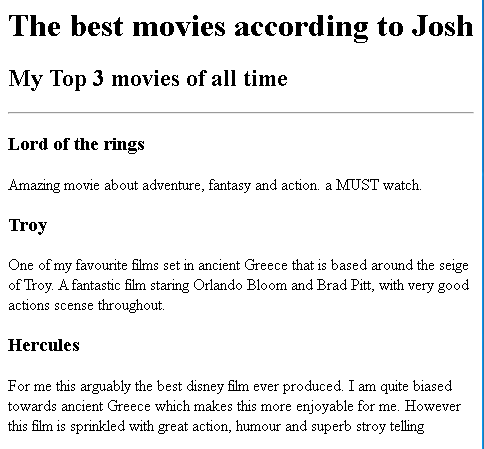 The best movies according to Josh
My Top 3 movies of all time
Lord of the rings
Amazing movie about adventure, fantasy and action. a MUST watch.
Troy
One of my favourite films set in ancient Greece that is based around the seige
of Troy. A fantastic film staring Orlando Bloom and Brad Pitt, with very good
actions scense throughout.
Hercules
For me this arguably the best disney film ever produced. I am quite biased
towards ancient Greece which makes this more enjoyable for me. However
this film is sprinkled with great action, humour and superb stroy telling